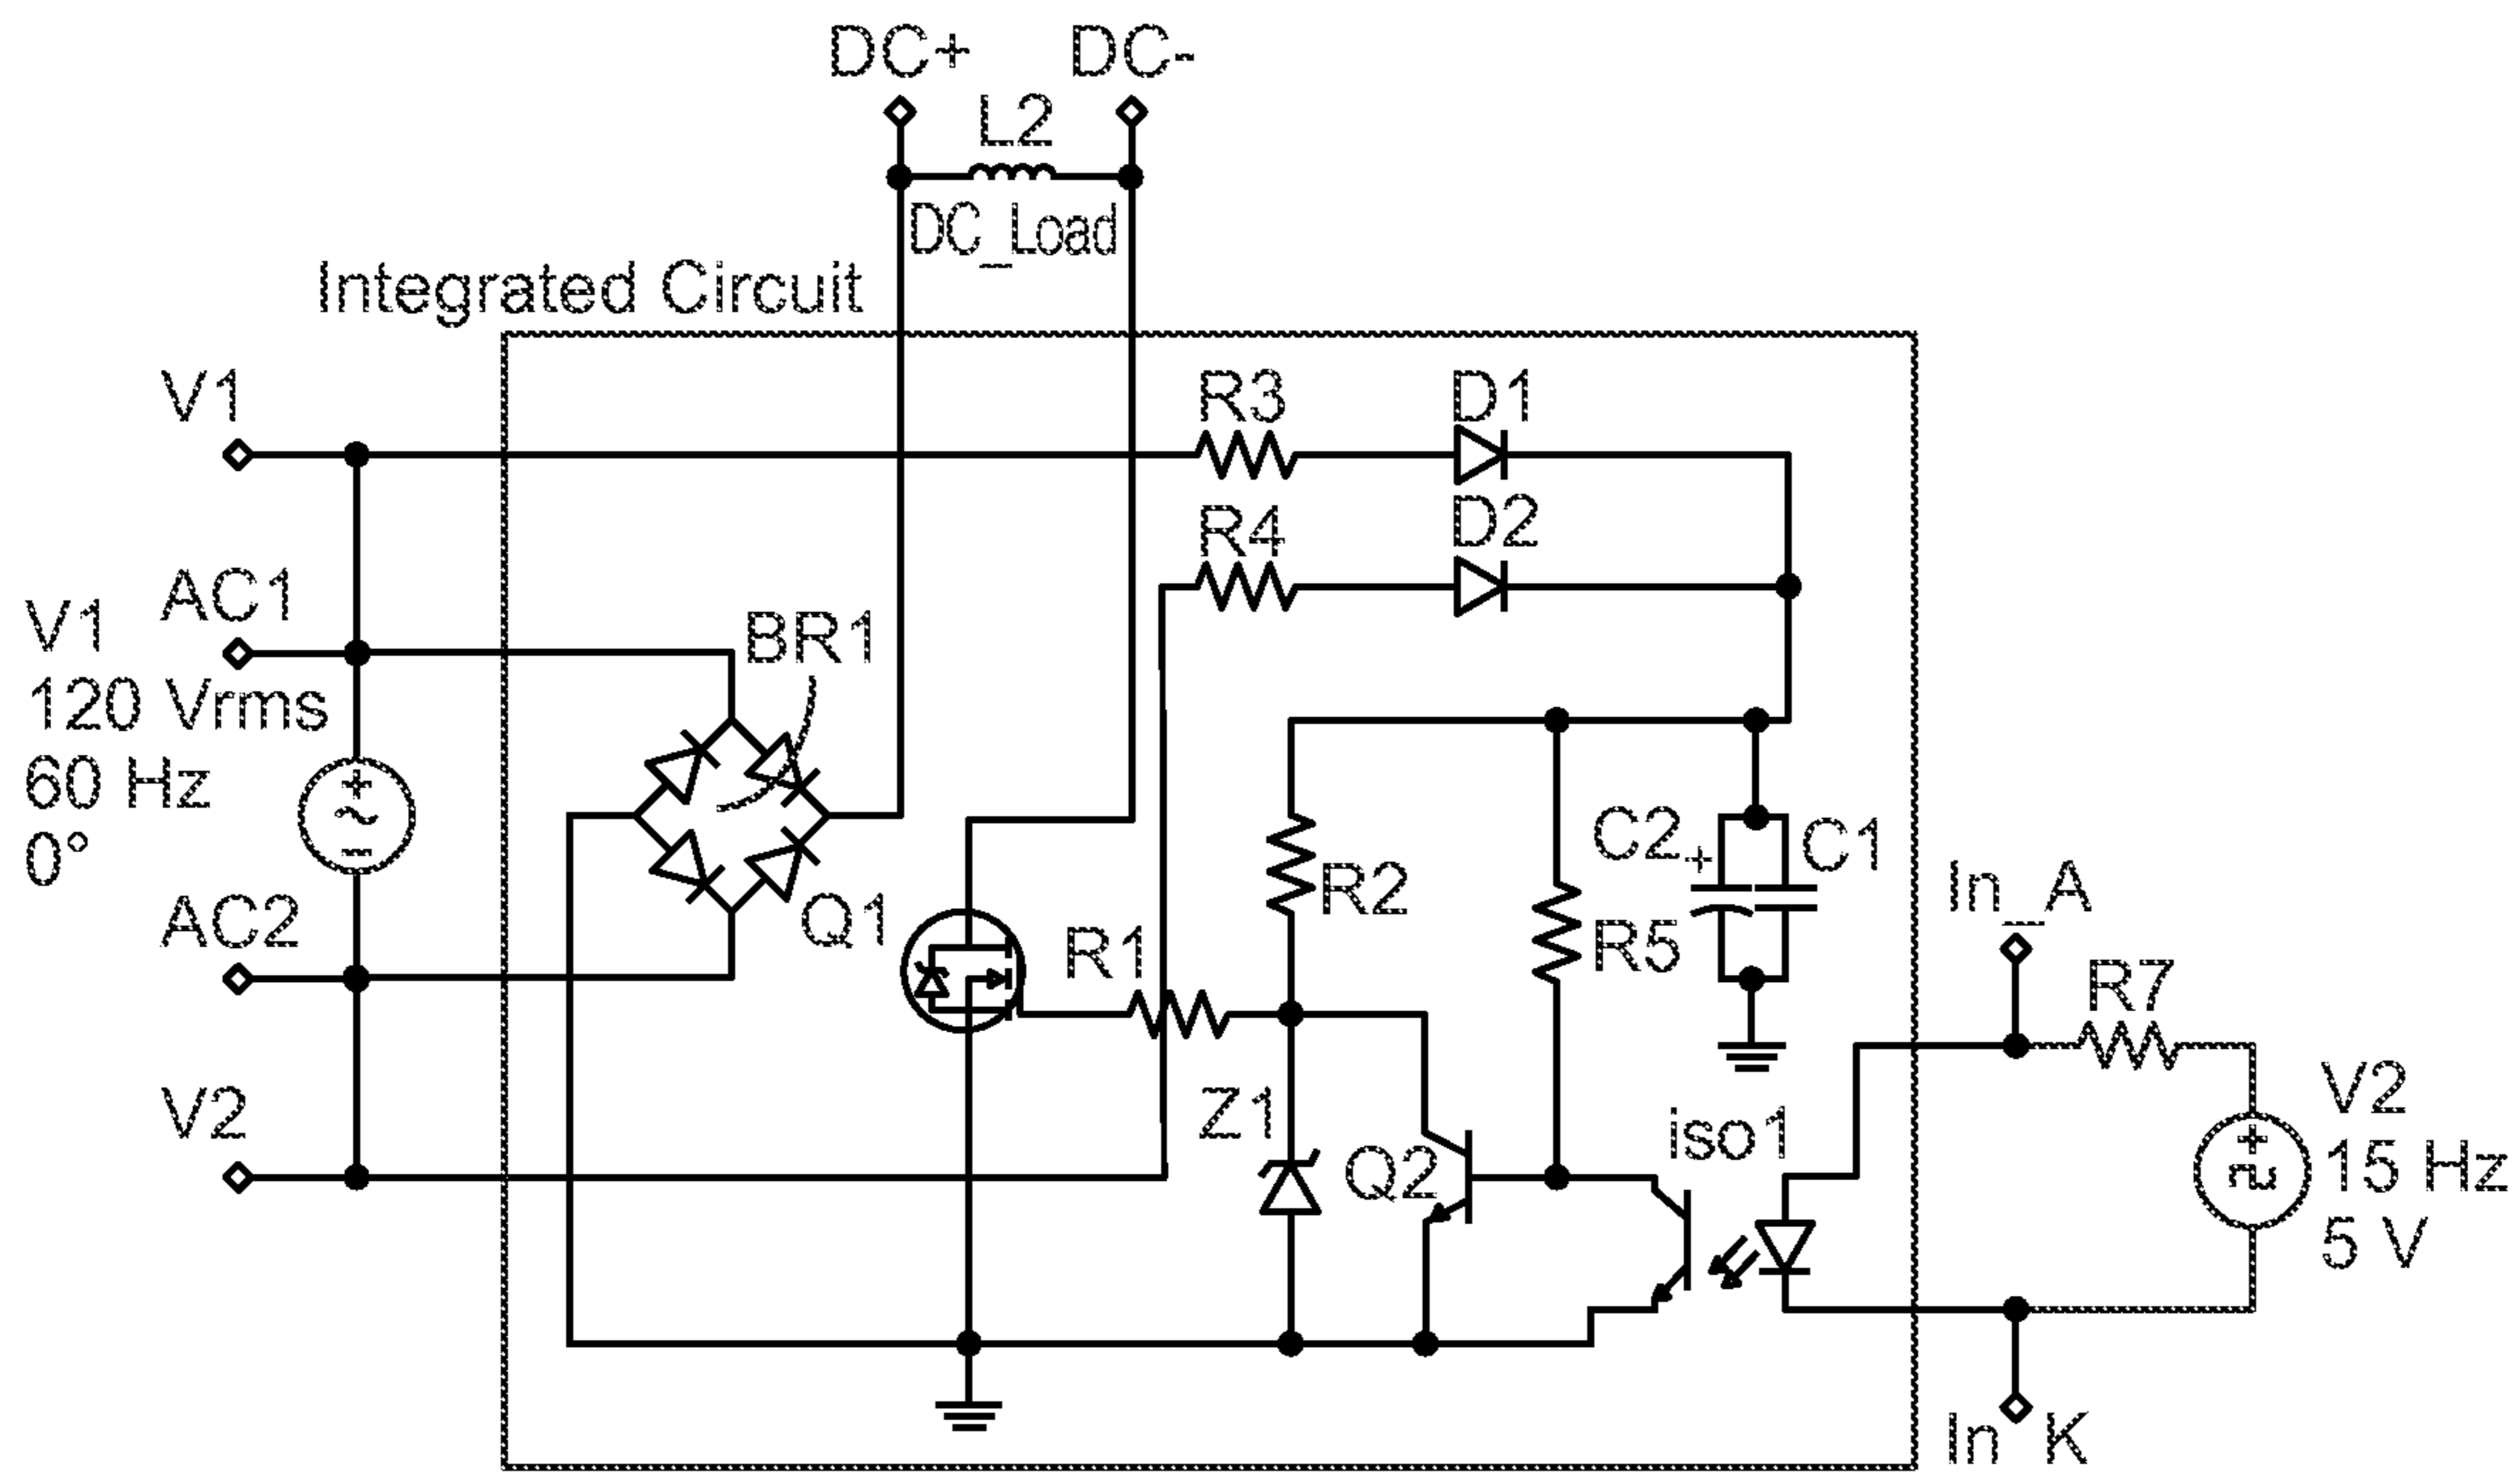 DC+ DC-
L2
DC_Load
Integrated Circuit
V1
R3 D1
R4 D2
AC1
V1
120 Vrms
60 Hz
0°
BR1
AC2
Q1
R1
R2
R5
C2 + C1
In_A
R7
V2
Z1
Q2
iso1
V2
15 Hz
5 V
In K